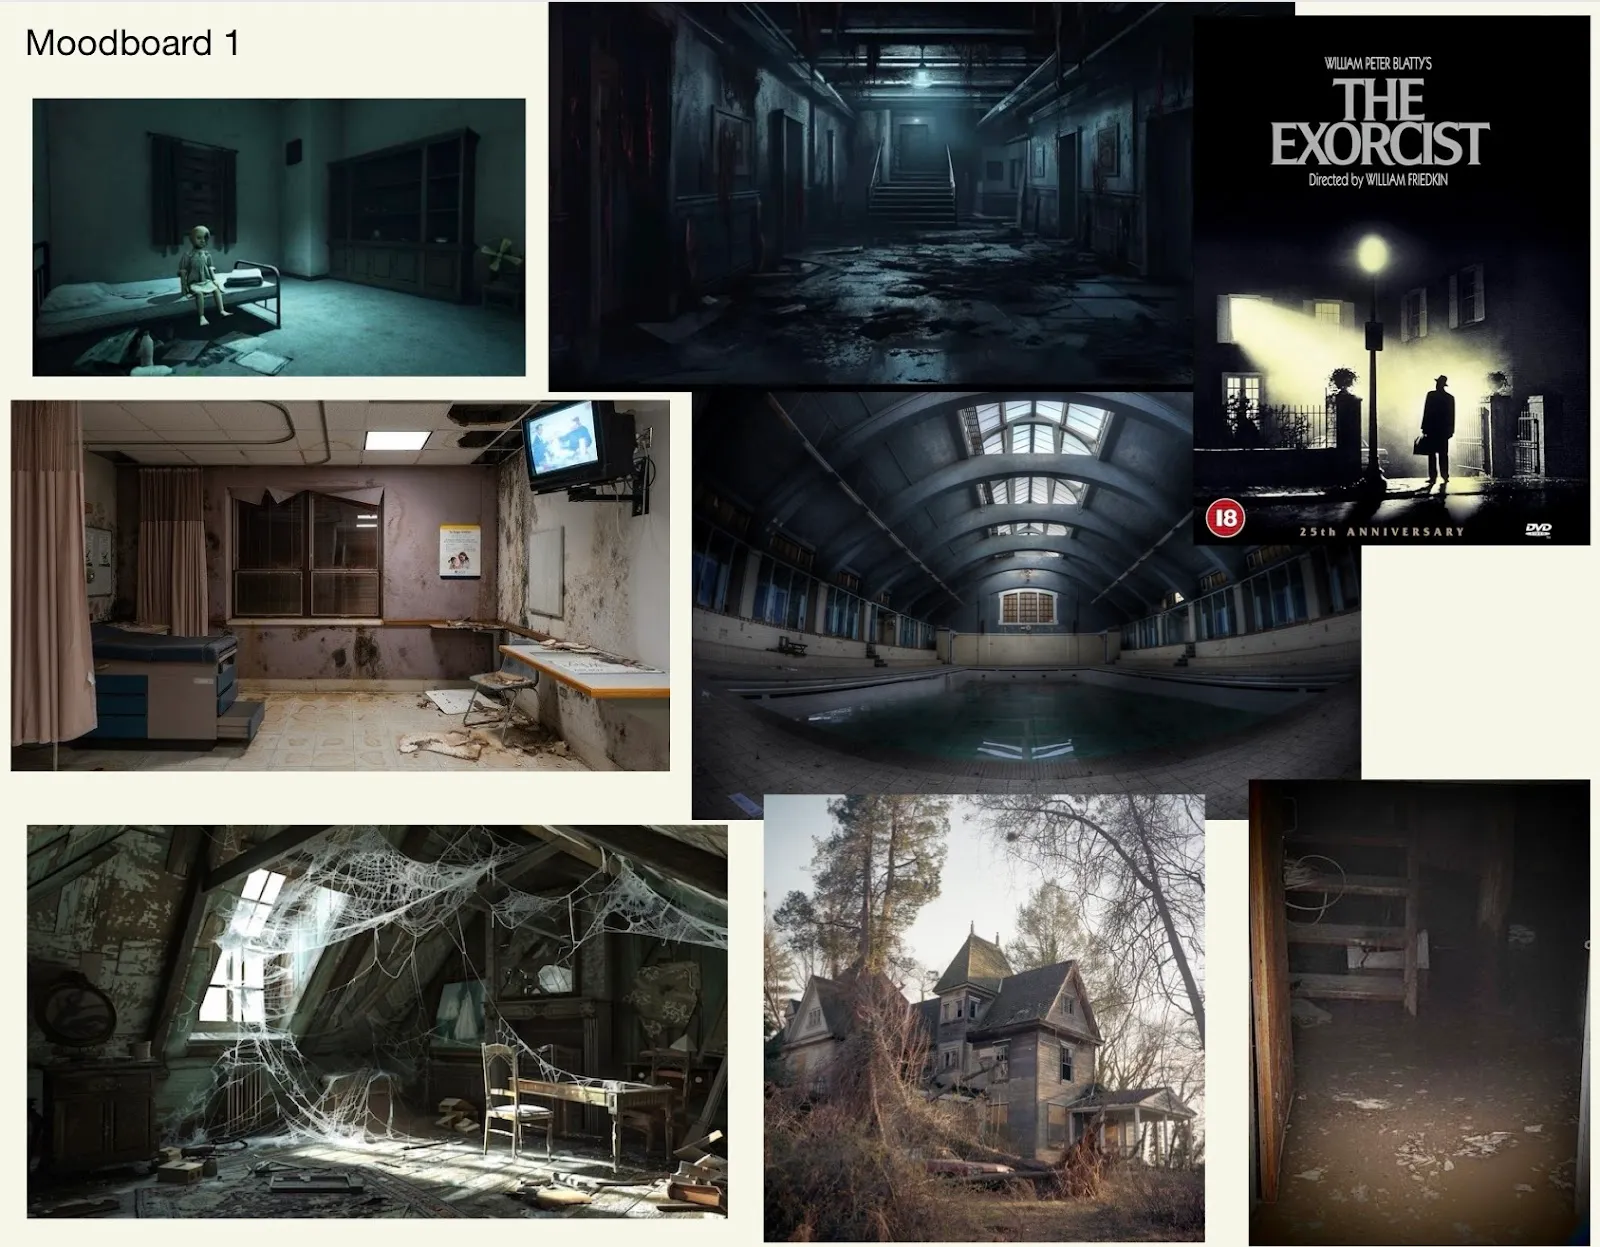 Moodboard 1
WILLIAM PETER BLATTY'S
THE
EXORCIST
Directed by WILLIAM FRIEDKIN
18
25th ANNIVERSARY
DVD